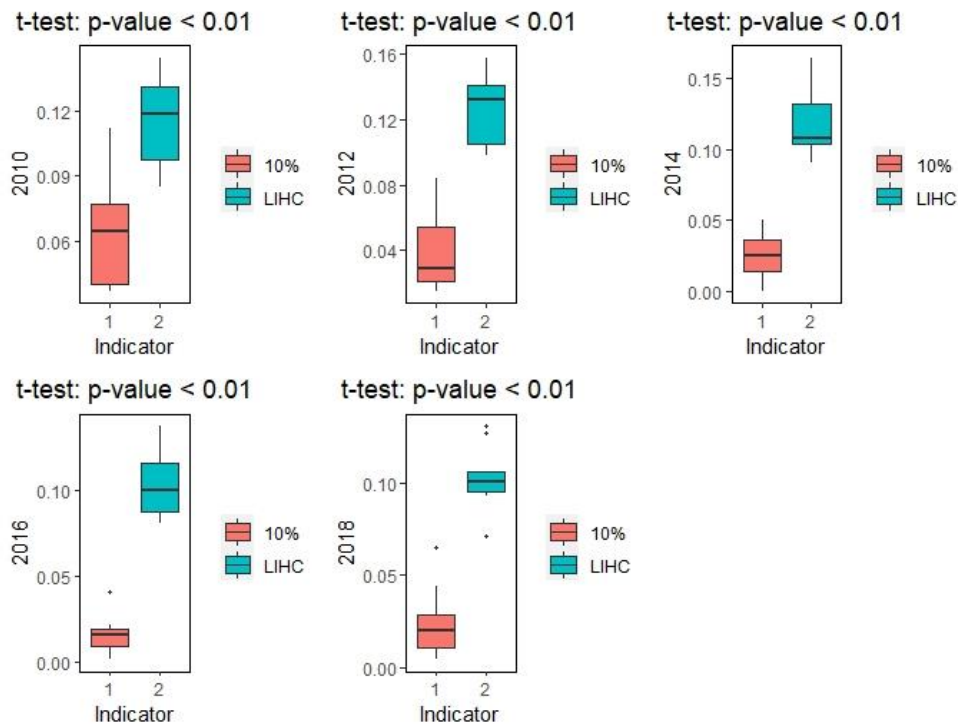 t-test: p-value < 0.01
2010
0.12
0.09
0.06
1 2
Indicator
10%
LIHC
t-test: p-value < 0.01
2012
0.16
0.12
0.08
0.04
1 2
Indicator
10%
LIHC
t-test: p-value < 0.01
2014
0.15
0.10
0.05
0.00
1 2
Indicator
10%
LIHC
t-test: p-value < 0.01
2016
0.10
0.05
0.00
1 2
Indicator
10%
LIHC
t-test: p-value < 0.01
2018
0.10
0.05
0.00
1 2
Indicator
10%
LIHC